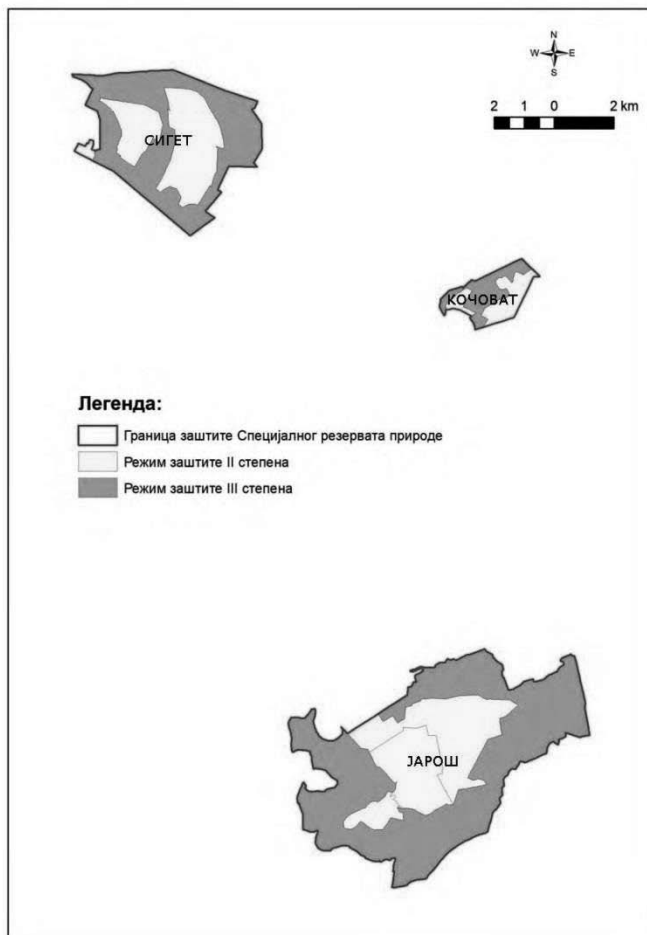 N
W E
S
2 1 0 2 km
СИГЕТ
КОЧОВАТ
Легенда:
Граница заштите Специјалног резервата природе
Режим заштите II степена
Режим заштите III степена
ЈАРОШ